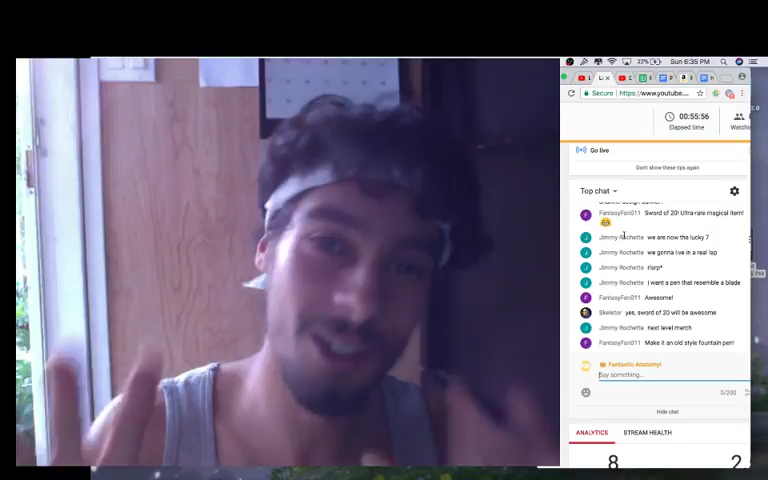 22%
Sun 6:35 PM
Secure https://www.youtube....
00:55:56
Elapsed time
Go live
Don't show these tips again
Top chat
FantasyFan011 Sword of 20! Ultra-rare magical item!
Jimmy Rochette we are now the lucky 7
Jimmy Rochette we gonna live in a real lap
Jimmy Rochette rlarp*
Jimmy Rochette i want a pen that resemble a blade
FantasyFan011 Awesome!
Skeletor yes, sword of 20 will be awesome
Jimmy Rochette next level merch
FantasyFan011 Make it an old style fountain pen!
Fantastic Anatomy!
Say something...
0/200
Hide chat
ANALYTICS STREAM HEALTH
8 2